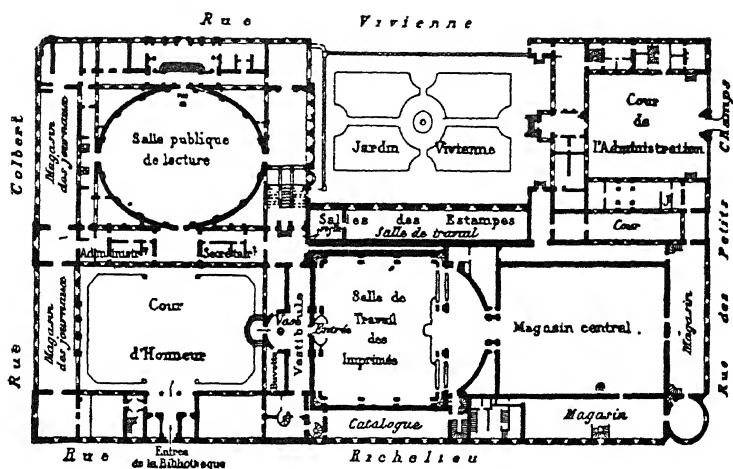 Rue Vivienne
Rue Colbert
Magasin
des journaux
Salle publique
de lecture
Jardin Vivienne
Cour
de
l'Administration
Rue des Petits Champs
Salles des Estampes
Salle de travail
Cour
Administr.
Secrétair.
Magasin
des journaux
Cour
d'Honneur
Vase
Vestibule
Entrée
Salle de
Travail
des
Imprimés
Magasin central.
Magasin
Catalogue
Magasin
Entrée
de la Bibliothèque
Rue Richelieu